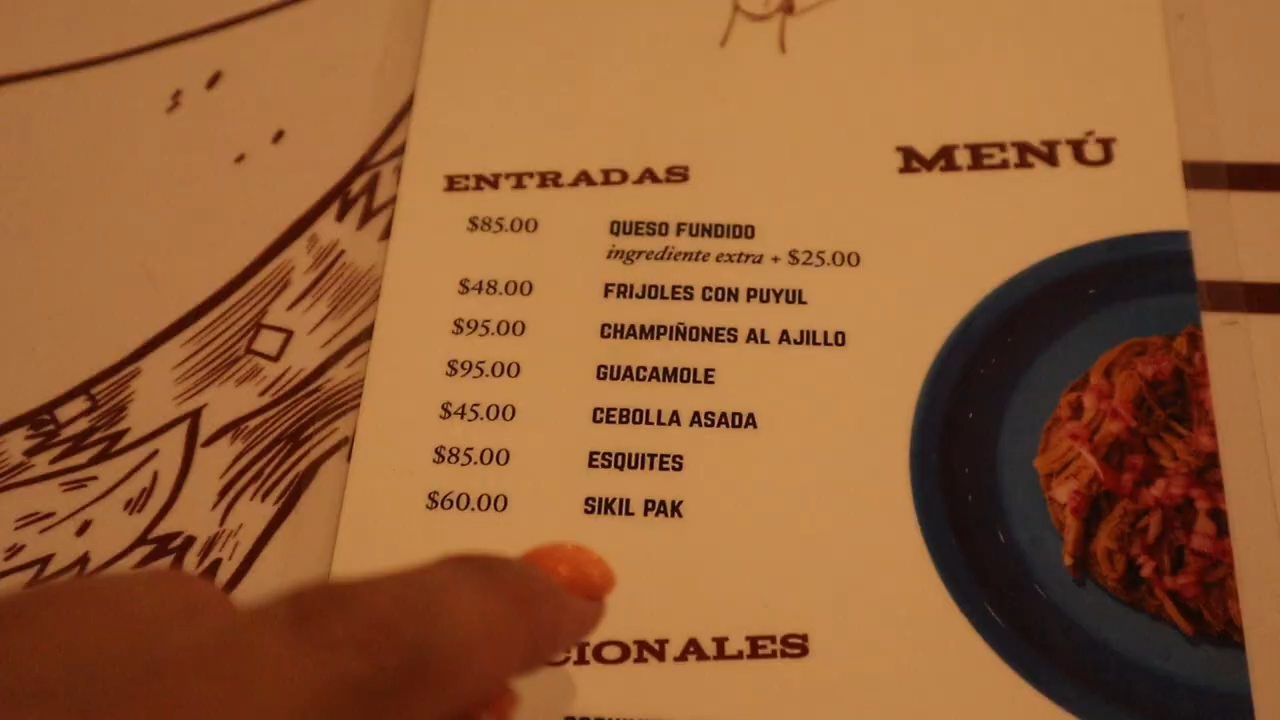 MENÚ
ENTRADAS
$85.00 QUESO FUNDIDO
ingrediente extra + $25.00
$48.00 FRIJOLES CON PUYUL
$95.00 CHAMPIÑONES AL AJILLO
$95.00 GUACAMOLE
$45.00 CEBOLLA ASADA
$85.00 ESQUITES
$60.00 SIKIL PAK